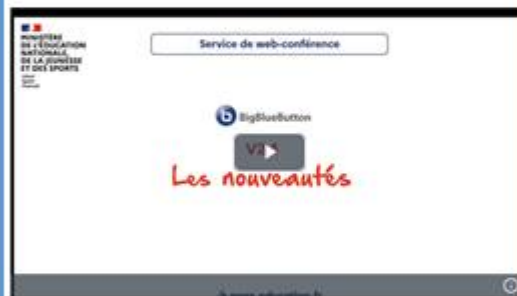 MINISTÈRE
DE L'ÉDUCATION
NATIONALE,
DE LA JEUNESSE
ET DES SPORTS
Service de web-conférence
BigBlueButton
Les nouveautés